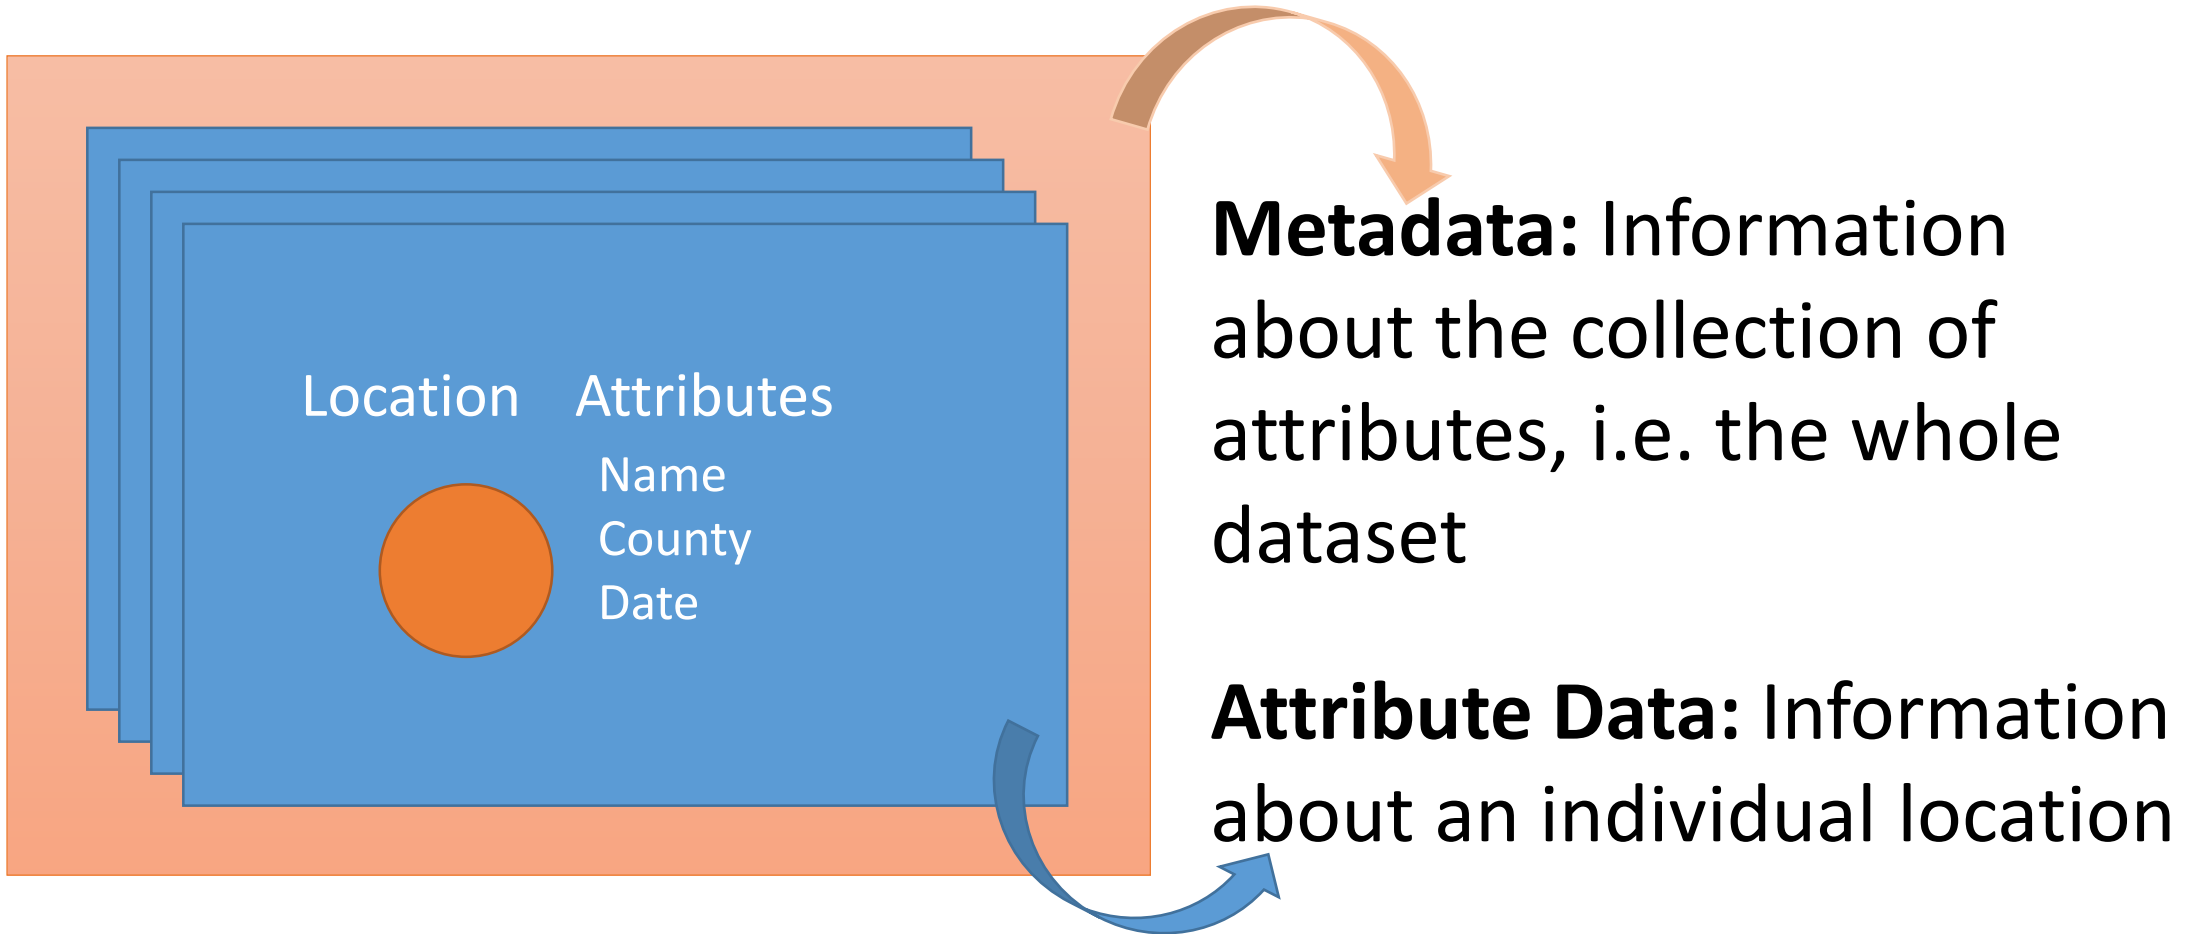 Location Attributes
Name
County
Date
Metadata: Information
about the collection of
attributes, i.e. the whole
dataset
Attribute Data: Information
about an individual location